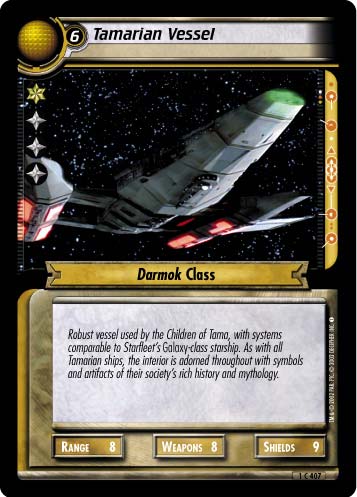 6 Tamarian Vessel
Darmok Class
Robust vessel used by the Children of Tama, with systems
comparable to Starfleet's Galaxy-class starship. As with all
Tamarian ships, the interior is adorned throughout with symbols
and artifacts of their society's rich history and mythology.
RANGE 8 WEAPONS 8 SHIELDS 9
1 C 407